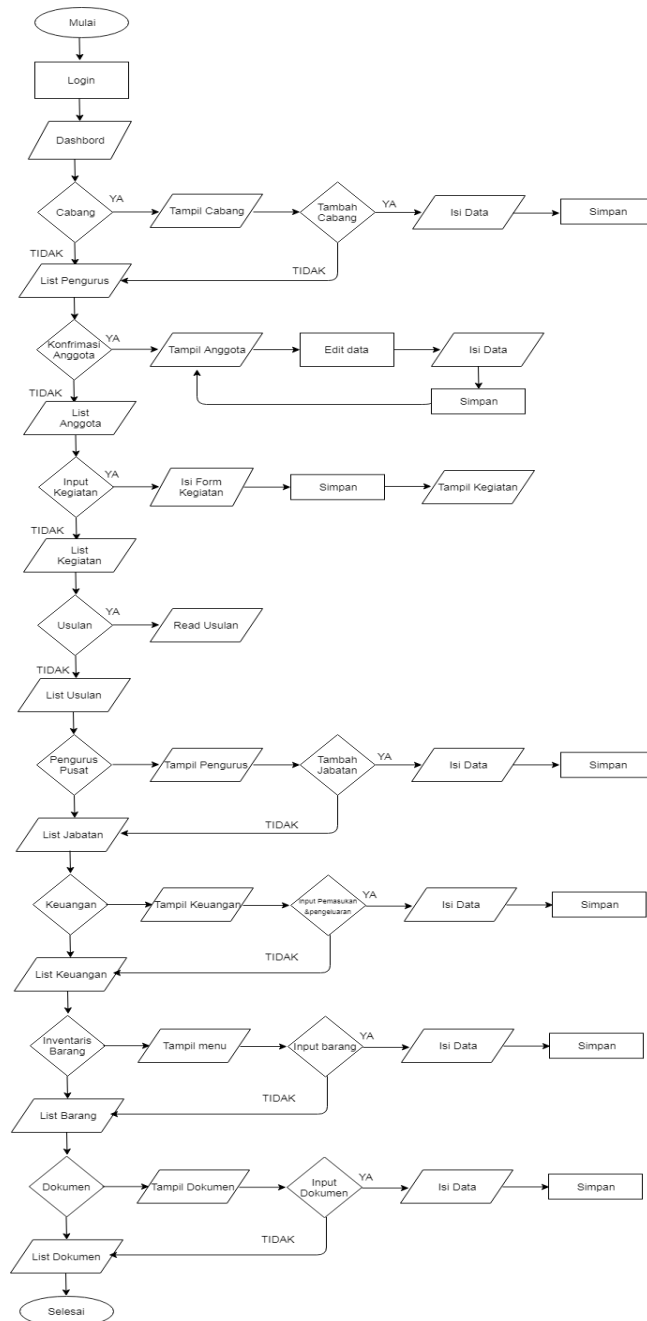 Mulai
Login
Dashbord
Cabang
YA
Tampil Cabang
Tambah
Cabang
YA
Isi Data
Simpan
TIDAK
TIDAK
List Pengurus
Konfrimasi
Anggota
YA
Tampil Anggota
Edit data
Isi Data
Simpan
TIDAK
List
Anggota
Input
Kegiatan
YA
Isi Form
Kegiatan
Simpan
Tampil Kegiatan
TIDAK
List
Kegiatan
Usulan
YA
Read Usulan
TIDAK
List Usulan
Pengurus
Pusat
Tampil Pengurus
Tambah
Jabatan
YA
Isi Data
Simpan
TIDAK
List Jabatan
Keuangan
Tampil Keuangan
Input Pemasukan
&pengeluaran
YA
Isi Data
Simpan
TIDAK
List Keuangan
Inventaris
Barang
Tampil menu
Input barang
YA
Isi Data
Simpan
TIDAK
List Barang
Dokumen
Tampil Dokumen
Input
Dokumen
YA
Isi Data
Simpan
TIDAK
List Dokumen
Selesai